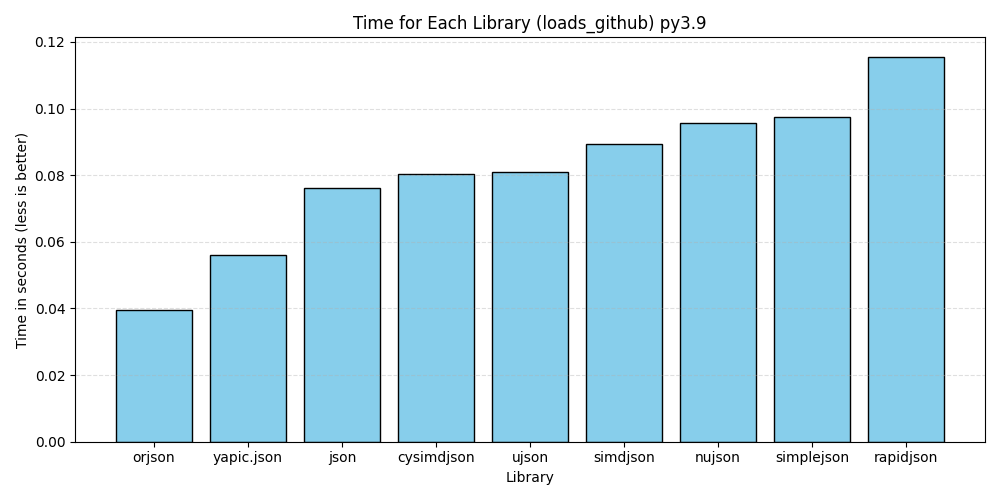 Time for Each Library (loads_github) py3.9
Time in seconds (less is better)
0.12
0.10
0.08
0.06
0.04
0.02
0.00
orjson yapic.json json cysimdjson ujson simdjson nujson simplejson rapidjson
Library